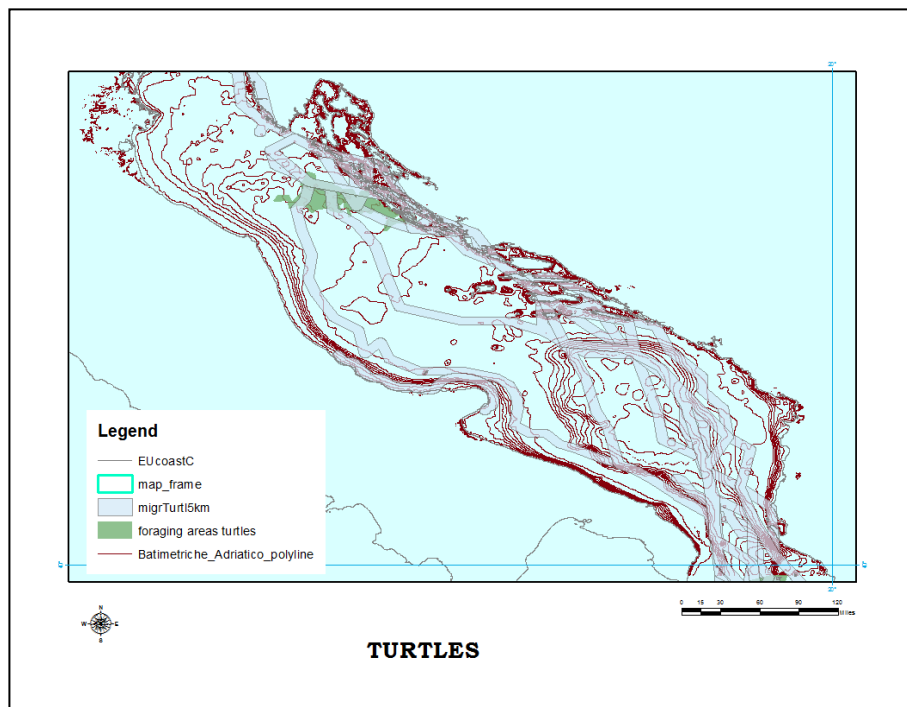 Legend
EUcoastC
map_frame
migrTurtl5km
foraging areas turtles
Batimetriche_Adriatico_polyline
N
W E
S
0 15 30 60 90 120
Miles
TURTLES